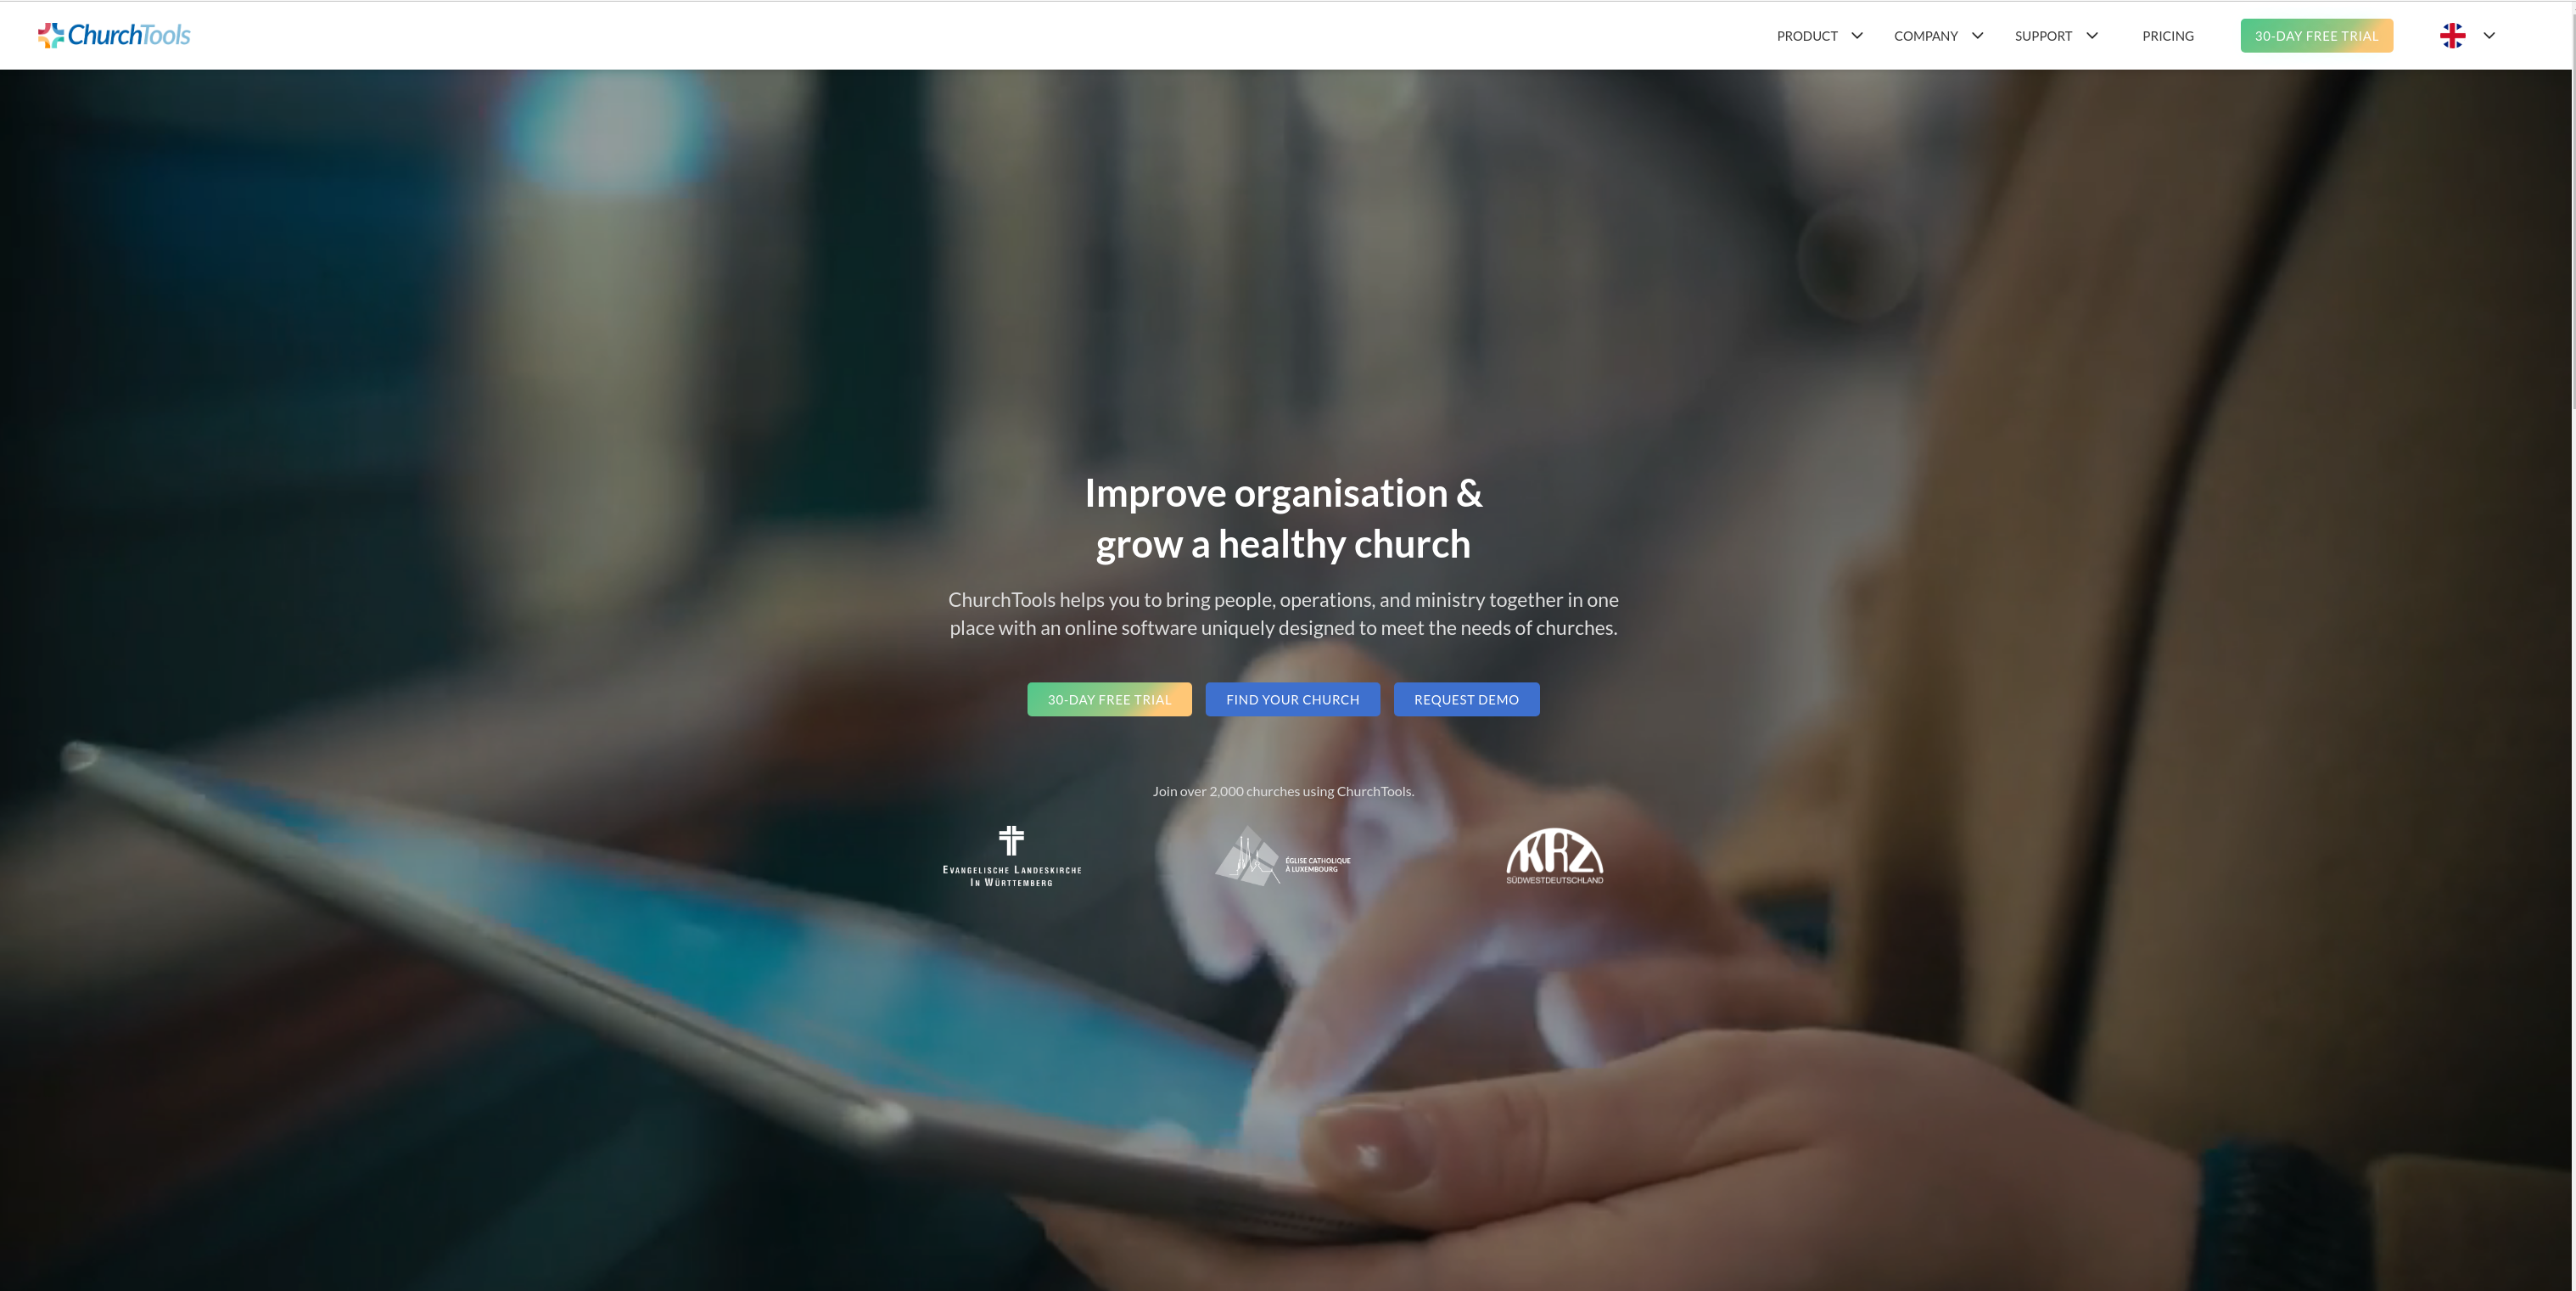 ChurchTools
PRODUCT
COMPANY
SUPPORT
PRICING
30-DAY FREE TRIAL
Improve organisation &
grow a healthy church
ChurchTools helps you to bring people, operations, and ministry together in one
place with an online software uniquely designed to meet the needs of churches.
30-DAY FREE TRIAL
FIND YOUR CHURCH
REQUEST DEMO
Join over 2,000 churches using ChurchTools.
EVANGELISCHE LANDESKIRCHE
IN WÜRTTEMBERG
ÉGLISE CATHOLIQUE
À LUXEMBOURG
KRZ
SÜDWESTDEUTSCHLAND